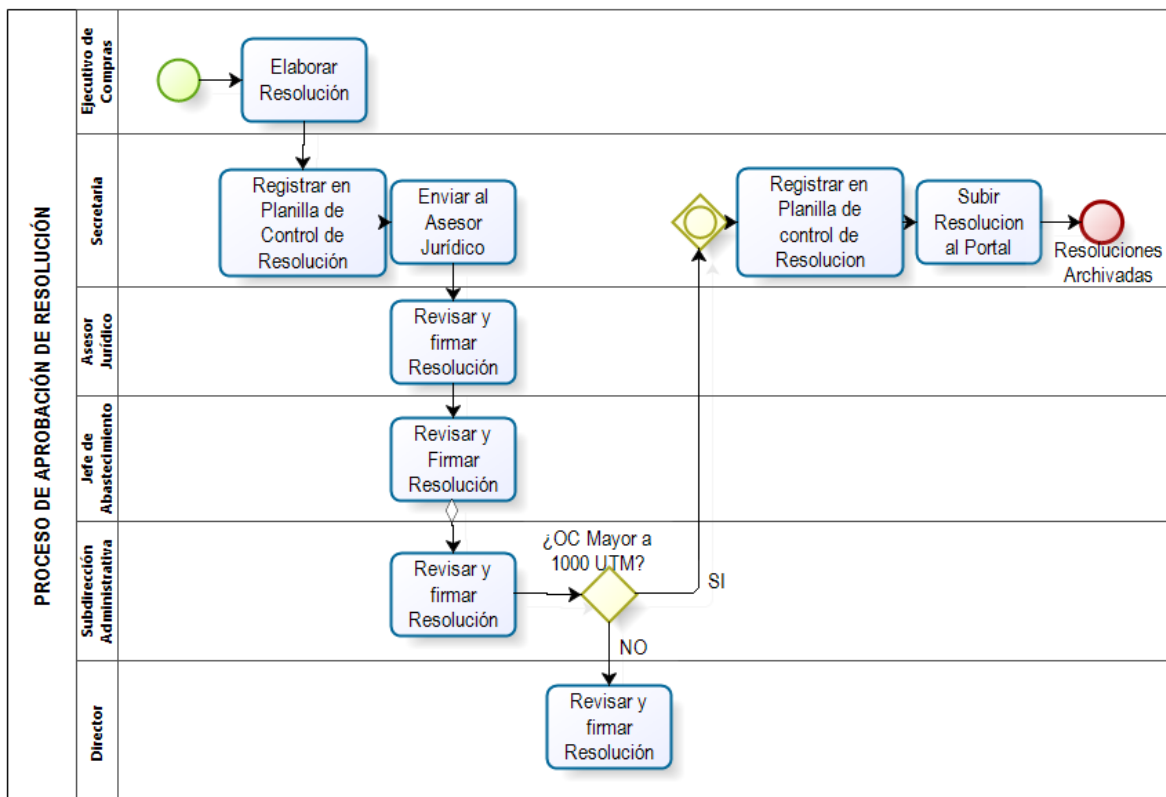 PROCESO DE APROBACIÓN DE RESOLUCIÓN
Ejecutivo de
Compras
Elaborar
Resolución
Secretaria
Registrar en
Planilla de
Control de
Resolución
Enviar al
Asesor
Jurídico
Registrar en
Planilla de
control de
Resolucion
Subir
Resolucion
al Portal
Resoluciones
Archivadas
Asesor
Jurídico
Revisar y
firmar
Resolución
Jefe de
Abastecimiento
Revisar y
Firmar
Resolución
Subdirección
Administrativa
Revisar y
firmar
Resolución
¿OC Mayor a
1000 UTM?
SI
NO
Director
Revisar y
firmar
Resolución